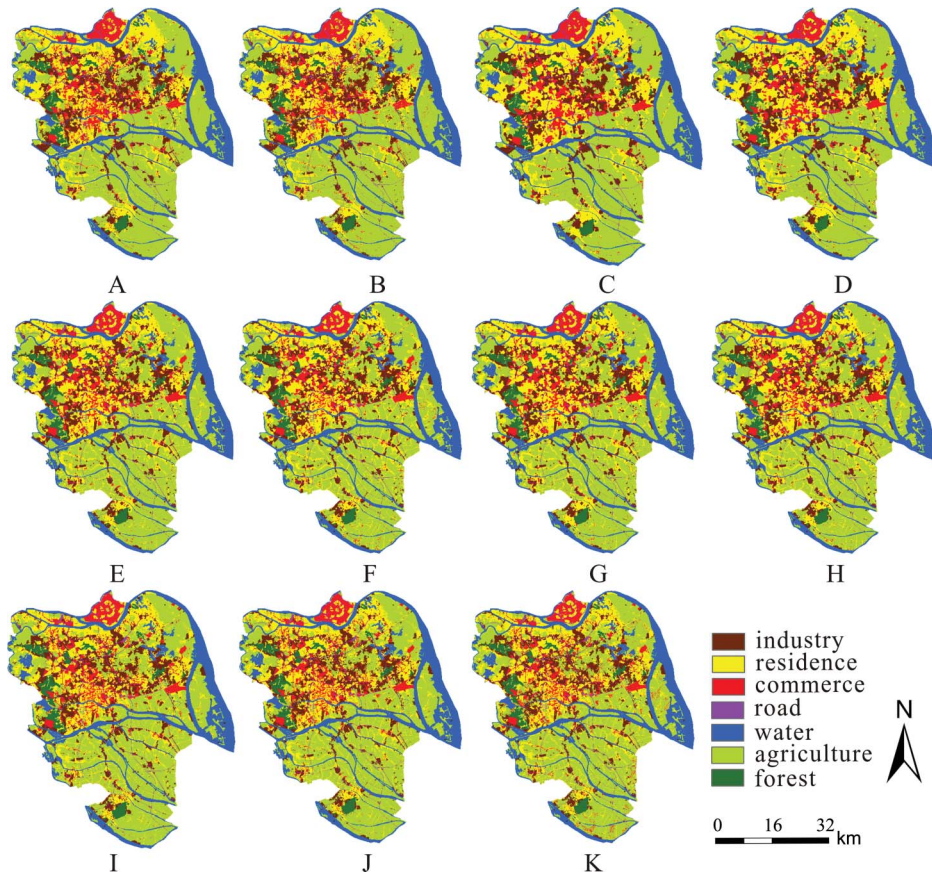 A B C D
E F G H
industry
residence
commerce
road
water
agriculture
forest
N
0 16 32
km
I J K